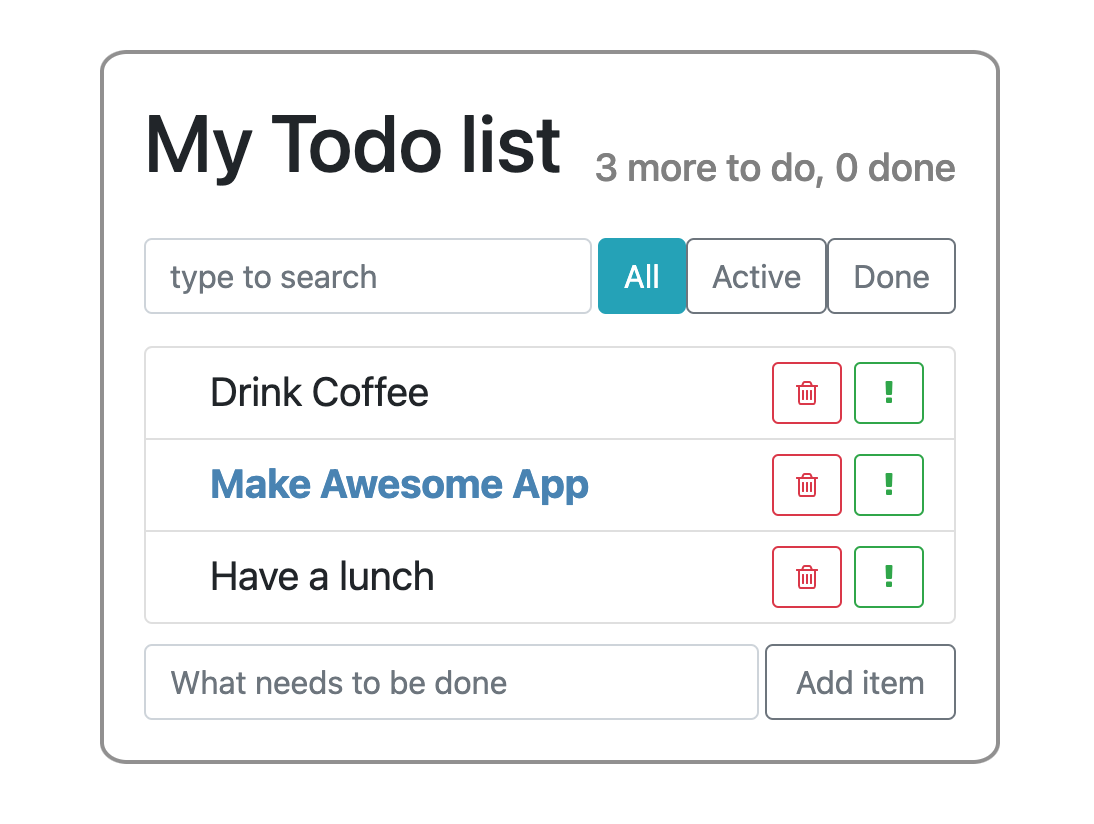 My Todo list 3 more to do, 0 done
type to search All Active Done
Drink Coffee !
Make Awesome App !
Have a lunch !
What needs to be done Add item